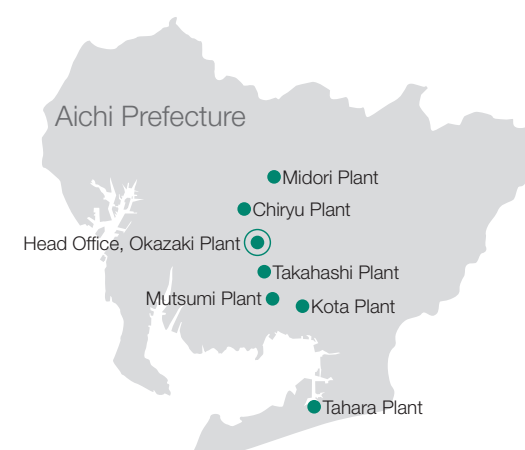 Aichi Prefecture
Midori Plant
Chiryu Plant
Head Office, Okazaki Plant
Takahashi Plant
Mutsumi Plant
Kota Plant
Tahara Plant